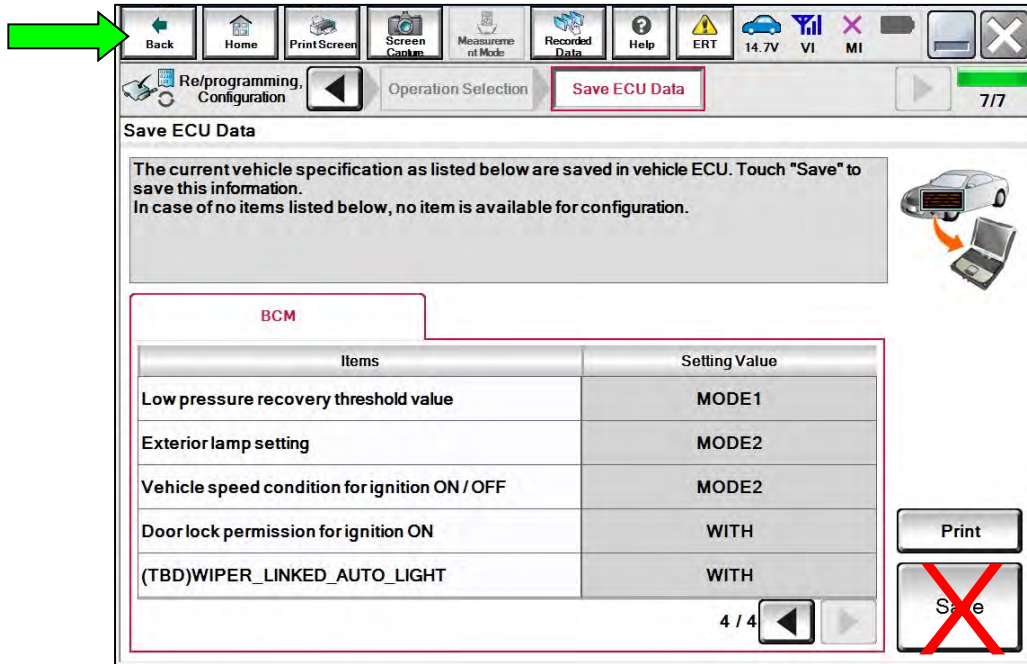 Back
Home
Print Screen
Screen Capture
Measurement Mode
Recorded Data
Help
ERT
14.7V
VI
MI
Re/programming, Configuration
Operation Selection
Save ECU Data
7/7
Save ECU Data
The current vehicle specification as listed below are saved in vehicle ECU. Touch "Save" to
save this information.
In case of no items listed below, no item is available for configuration.
BCM
Items
Setting Value
Low pressure recovery threshold value
MODE1
Exterior lamp setting
MODE2
Vehicle speed condition for ignition ON / OFF
MODE2
Door lock permission for ignition ON
WITH
(TBD)WIPER_LINKED_AUTO_LIGHT
WITH
4 / 4
Print
Save